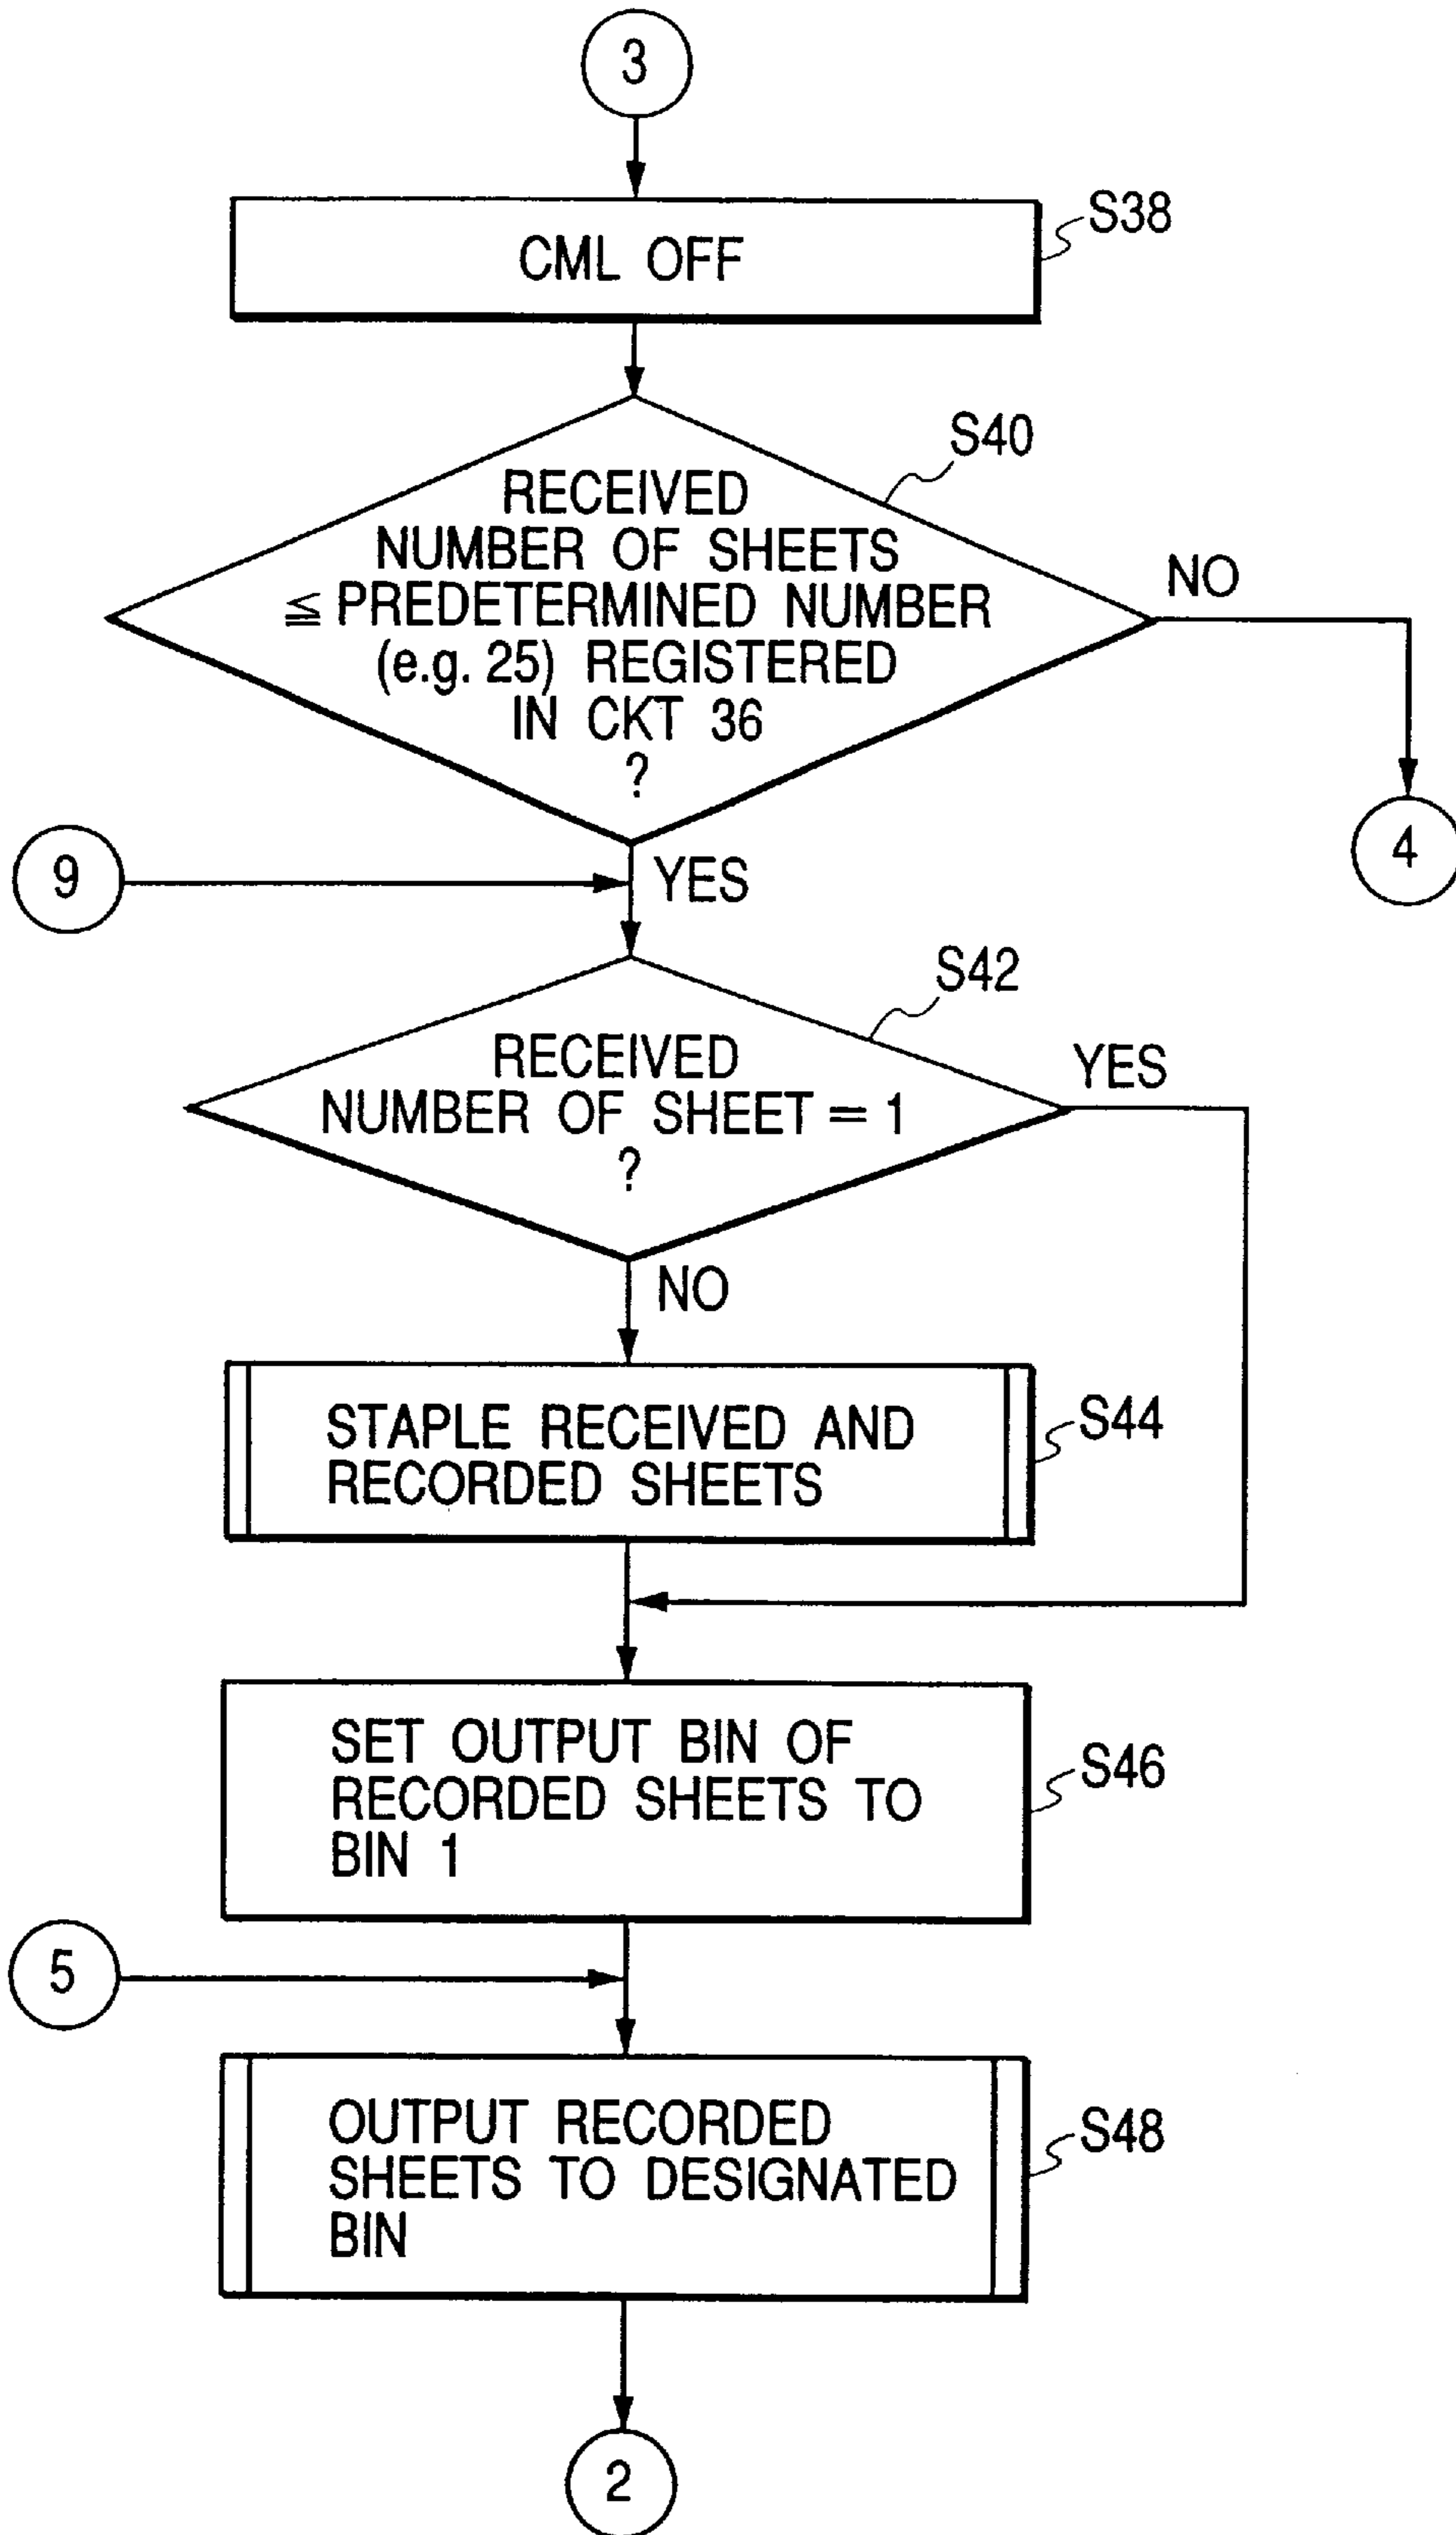 3
CML OFF
S38
S40
RECEIVED
NUMBER OF SHEETS
≦ PREDETERMINED NUMBER
(e.g. 25) REGISTERED
IN CKT 36
?
NO
4
9
YES
S42
RECEIVED
NUMBER OF SHEET = 1
?
YES
NO
STAPLE RECEIVED AND
RECORDED SHEETS
S44
SET OUTPUT BIN OF
RECORDED SHEETS TO
BIN 1
S46
5
OUTPUT RECORDED
SHEETS TO DESIGNATED
BIN
S48
2